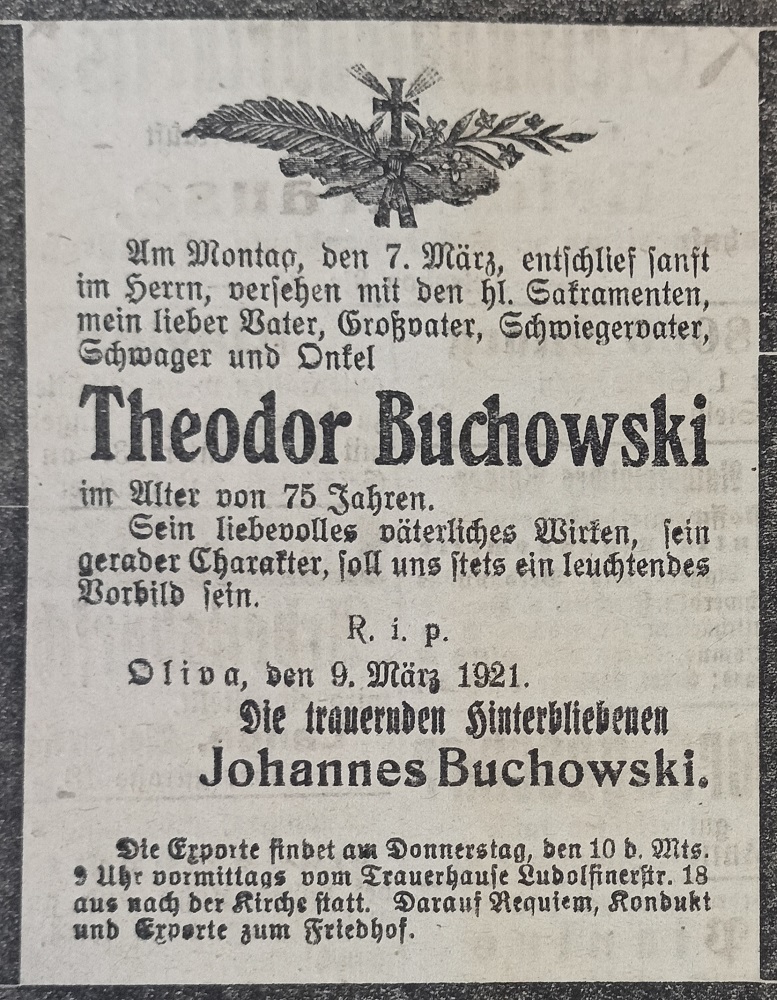 Am Montag, den 7. März, entschlief sanft
im Herrn, versehen mit den hl. Sakramenten,
mein lieber Vater, Großvater, Schwiegervater,
Schwager und Onkel
Theodor Buchowski
im Alter von 75 Jahren.
Sein liebevolles väterliches Wirken, sein
gerader Charakter, soll uns stets ein leuchtendes
Vorbild sein.
R. i. p.
Oliva, den 9. März 1921.
Die trauernden Hinterbliebenen
Johannes Buchowski.
Die Exporte findet am Donnerstag, den 10 d. Mts.
9 Uhr vormittags vom Trauerhause Ludolfinerstr. 18
aus nach der Kirche statt. Darauf Requiem, Kondukt
und Exporte zum Friedhof.